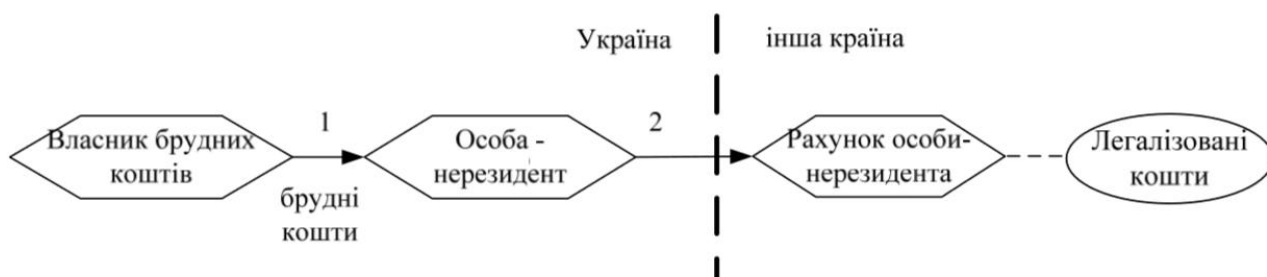 Україна
інша країна
Власник брудних
коштів
1
брудні
кошти
Особа -
нерезидент
2
Рахунок особи-
нерезидента
Легалізовані
кошти